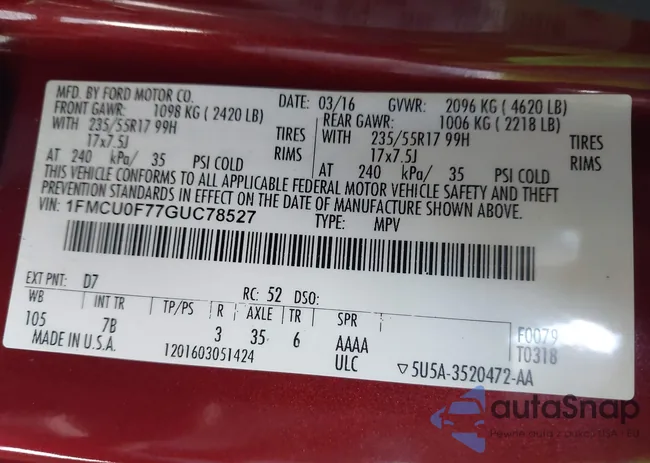 MFD. BY FORD MOTOR CO. DATE: 03/16 GVWR: 2096 KG ( 4620 LB)
FRONT GAWR: 1098 KG ( 2420 LB) REAR GAWR: 1006 KG ( 2218 LB)
WITH 235/55R17 99H TIRES WITH 235/55R17 99H TIRES
17x7.5J RIMS 17x7.5J RIMS
AT 240 kPa/ 35 PSI COLD AT 240 kPa/ 35 PSI COLD
THIS VEHICLE CONFORMS TO ALL APPLICABLE FEDERAL MOTOR VEHICLE SAFETY AND THEFT
PREVENTION STANDARDS IN EFFECT ON THE DATE OF MANUFACTURE SHOWN ABOVE.
VIN: 1FMCU0F77GUC78527 TYPE: MPV
EXT PNT: D7 RC: 52 DSO:
WB INT TR TP/PS R AXLE TR SPR
105 7B 3 35 6 AAAA F0079
MADE IN U.S.A. 1201603051424 ULC T0318
▽5U5A-3520472-AA
autaSnap